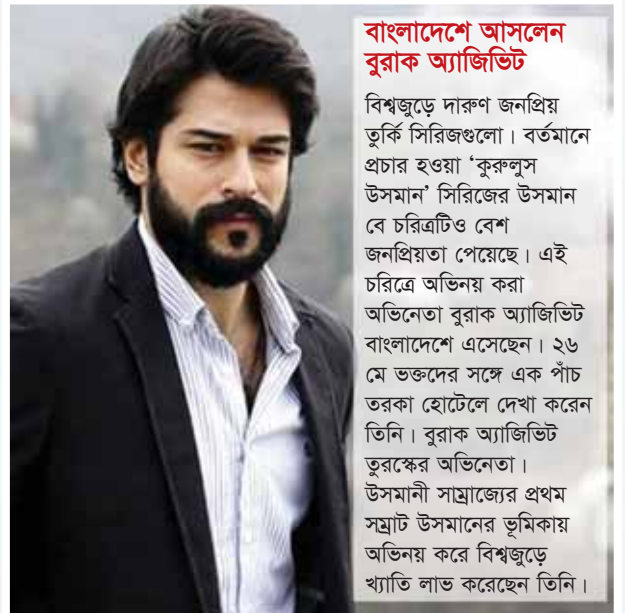 বাংলাদেশে আসলেন
বুরাক অ্যাজিভিট
বিশ্বজুড়ে দারুণ জনপ্রিয়
তুর্কি সিরিজগুলো। বর্তমানে
প্রচার হওয়া ‘কুরুলুস
উসমান’ সিরিজের উসমান
বে চরিত্রটিও বেশ
জনপ্রিয়তা পেয়েছে। এই
চরিত্রে অভিনয় করা
অভিনেতা বুরাক অ্যাজিভিট
বাংলাদেশে এসেছেন। ২৬
মে ভক্তদের সঙ্গে এক পাঁচ
তরকা হোটেলে দেখা করেন
তিনি। বুরাক অ্যাজিভিট
তুরস্কের অভিনেতা।
উসমানী সাম্রাজ্যের প্রথম
সম্রাট উসমানের ভূমিকায়
অভিনয় করে বিশ্বজুড়ে
খ্যাতি লাভ করেছেন তিনি।